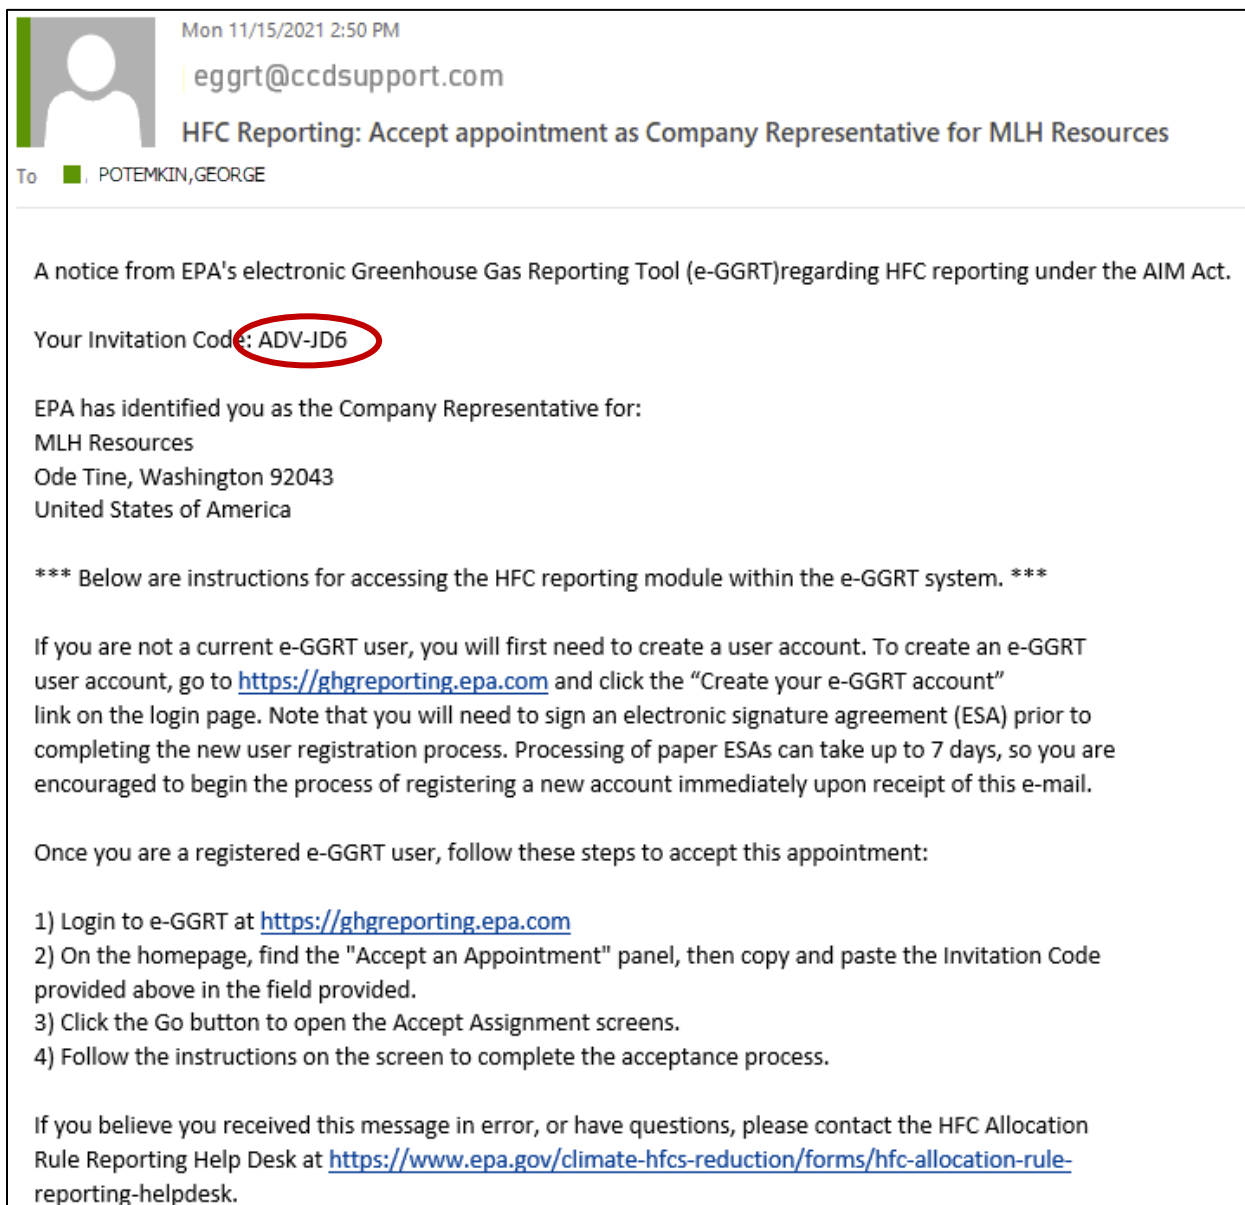 Mon 11/15/2021 2:50 PM
eggrt@ccdsupport.com
HFC Reporting: Accept appointment as Company Representative for MLH Resources
To POTEMKIN,GEORGE
A notice from EPA's electronic Greenhouse Gas Reporting Tool (e-GGRT)regarding HFC reporting under the AIM Act.
Your Invitation Code: ADV-JD6
EPA has identified you as the Company Representative for:
MLH Resources
Ode Tine, Washington 92043
United States of America
*** Below are instructions for accessing the HFC reporting module within the e-GGRT system. ***
If you are not a current e-GGRT user, you will first need to create a user account. To create an e-GGRT
user account, go to https://ghgreporting.epa.com and click the “Create your e-GGRT account”
link on the login page. Note that you will need to sign an electronic signature agreement (ESA) prior to
completing the new user registration process. Processing of paper ESAs can take up to 7 days, so you are
encouraged to begin the process of registering a new account immediately upon receipt of this e-mail.
Once you are a registered e-GGRT user, follow these steps to accept this appointment:
1) Login to e-GGRT at https://ghgreporting.epa.com
2) On the homepage, find the "Accept an Appointment" panel, then copy and paste the Invitation Code
provided above in the field provided.
3) Click the Go button to open the Accept Assignment screens.
4) Follow the instructions on the screen to complete the acceptance process.
If you believe you received this message in error, or have questions, please contact the HFC Allocation
Rule Reporting Help Desk at https://www.epa.gov/climate-hfcs-reduction/forms/hfc-allocation-rule-
reporting-helpdesk.